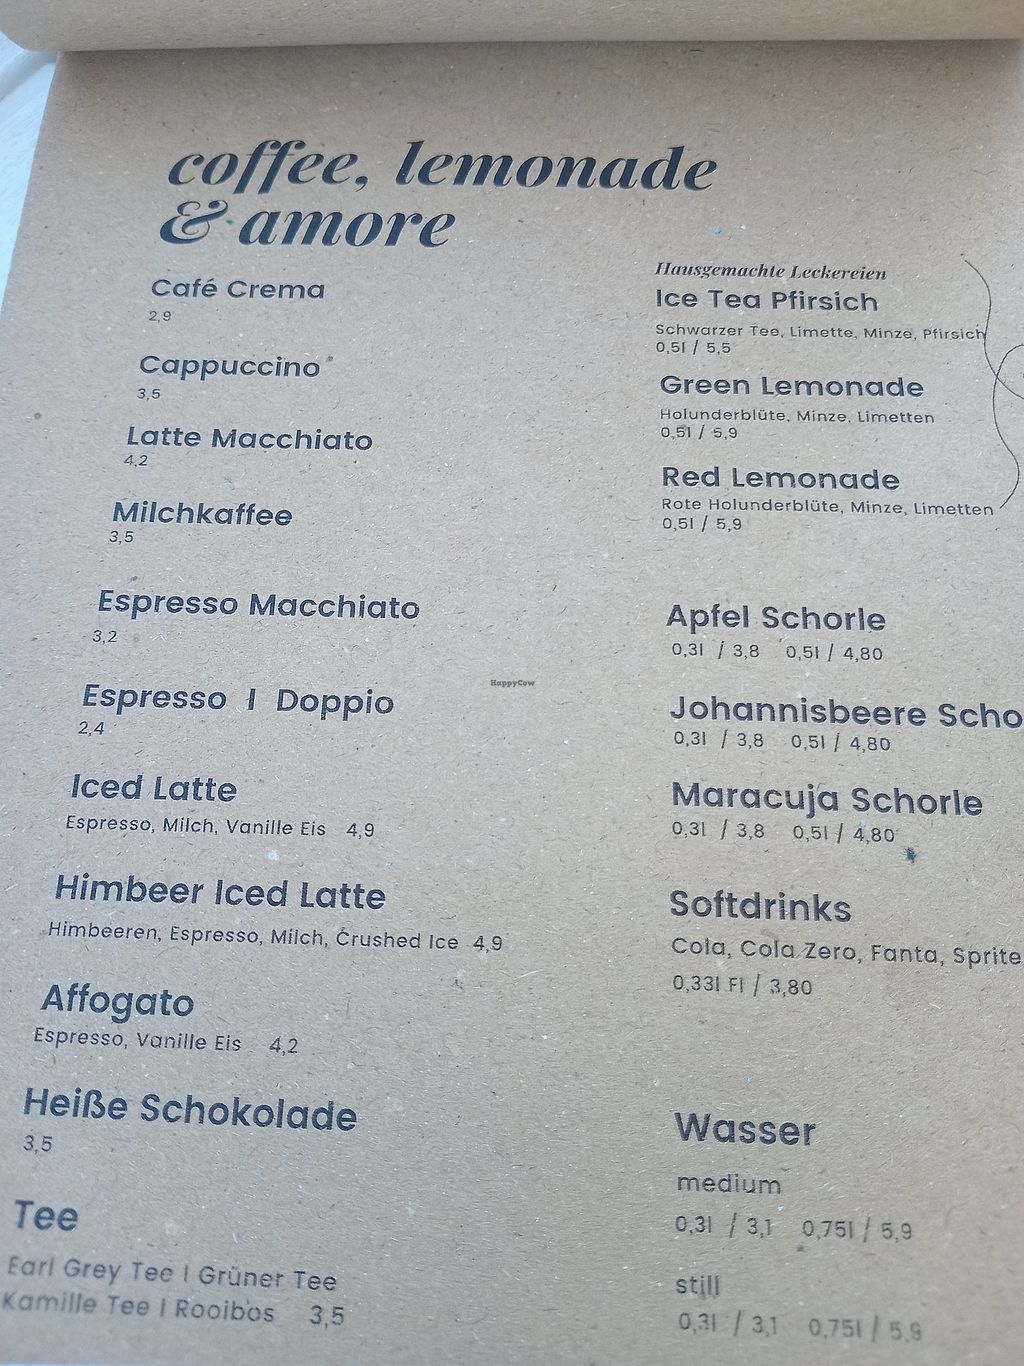 coffee, lemonade
& amore
Café Crema
2,9
Cappuccino
3,5
Latte Macchiato
4,2
Milchkaffee
3,5
Espresso Macchiato
3,2
Espresso | Doppio
2,4
Iced Latte
Espresso, Milch, Vanille Eis 4,9
Himbeer Iced Latte
Himbeeren, Espresso, Milch, Crushed Ice 4,9
Affogato
Espresso, Vanille Eis 4,2
Heiße Schokolade
3,5
Tee
Earl Grey Tee | Grüner Tee
Kamille Tee | Rooibos 3,5
Hausgemachte Leckereien
Ice Tea Pfirsich
Schwarzer Tee, Limette, Minze, Pfirsich
0,5l / 5,5
Green Lemonade
Holunderblüte, Minze, Limetten
0,5l / 5,9
Red Lemonade
Rote Holunderblüte, Minze, Limetten
0,5l / 5,9
Apfel Schorle
0,3l / 3,8 0,5l / 4,80
Johannisbeere Scho
0,3l / 3,8 0,5l / 4,80
Maracuja Schorle
0,3l / 3,8 0,5l / 4,80
Softdrinks
Cola, Cola Zero, Fanta, Sprite
0,33l Fl / 3,80
Wasser
medium
0,3l / 3,1 0,75l / 5,9
still
0,3l / 3,1 0,75l / 5,9
HappyCow